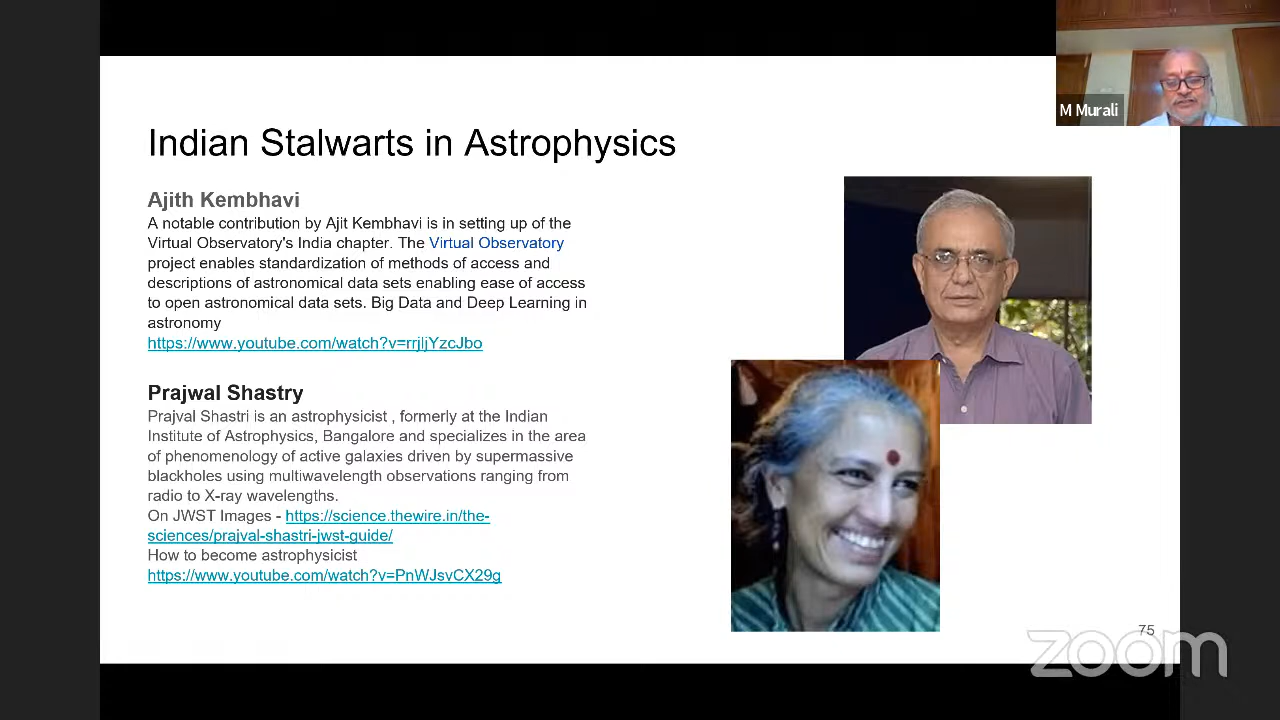 M Murali
Indian Stalwarts in Astrophysics
Ajith Kembhavi
A notable contribution by Ajit Kembhavi is in setting up of the
Virtual Observatory's India chapter. The Virtual Observatory
project enables standardization of methods of access and
descriptions of astronomical data sets enabling ease of access
to open astronomical data sets. Big Data and Deep Learning in
astronomy
https://www.youtube.com/watch?v=rrjljYzcJbo
Prajwal Shastry
Prajval Shastri is an astrophysicist , formerly at the Indian
Institute of Astrophysics, Bangalore and specializes in the area
of phenomenology of active galaxies driven by supermassive
blackholes using multiwavelength observations ranging from
radio to X-ray wavelengths.
On JWST Images - https://science.thewire.in/the-
sciences/prajval-shastri-jwst-guide/
How to become astrophysicist
https://www.youtube.com/watch?v=PnWJsvCX29g
75
zoom